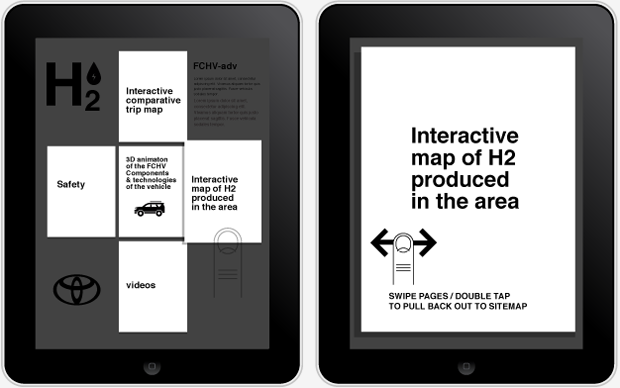 H2
FCHV-adv
Interactive
comparative
trip map
Safety
3D animaton
of the FCHV
Components
& technologies
of the vehicle
Interactive
map of H2
produced
in the area
videos
Interactive
map of H2
produced
in the area
SWIPE PAGES / DOUBLE TAP
TO PULL BACK OUT TO SITEMAP